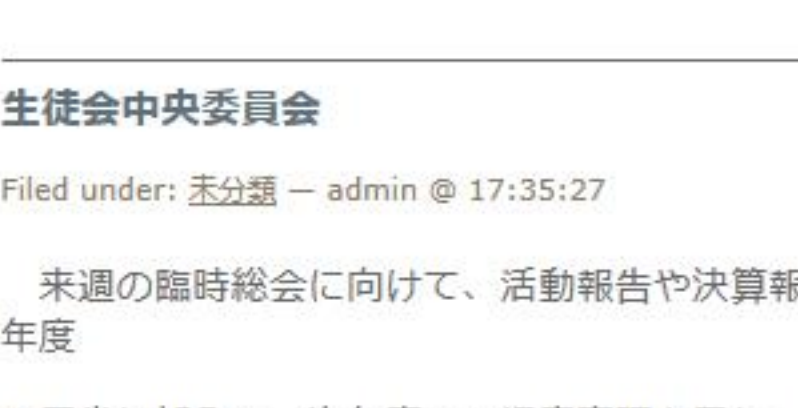 生徒会中央委員会
Filed under: 未分類 — admin @ 17:35:27
来週の臨時総会に向けて、活動報告や決算報
年度